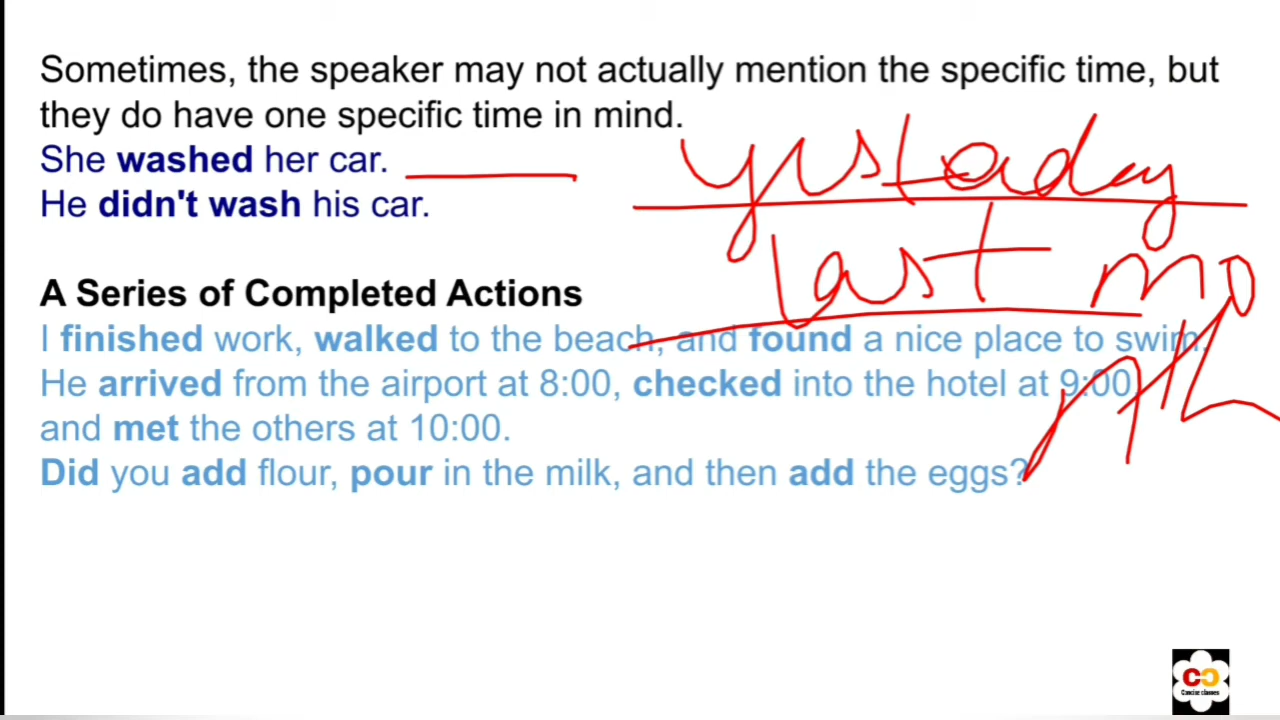 Sometimes, the speaker may not actually mention the specific time, but
they do have one specific time in mind.
She washed her car.
yesterday
He didn't wash his car.
last mo
nth
A Series of Completed Actions
I finished work, walked to the beach, and found a nice place to swim.
He arrived from the airport at 8:00, checked into the hotel at 9:00,
and met the others at 10:00.
Did you add flour, pour in the milk, and then add the eggs?
CC
Concise classes